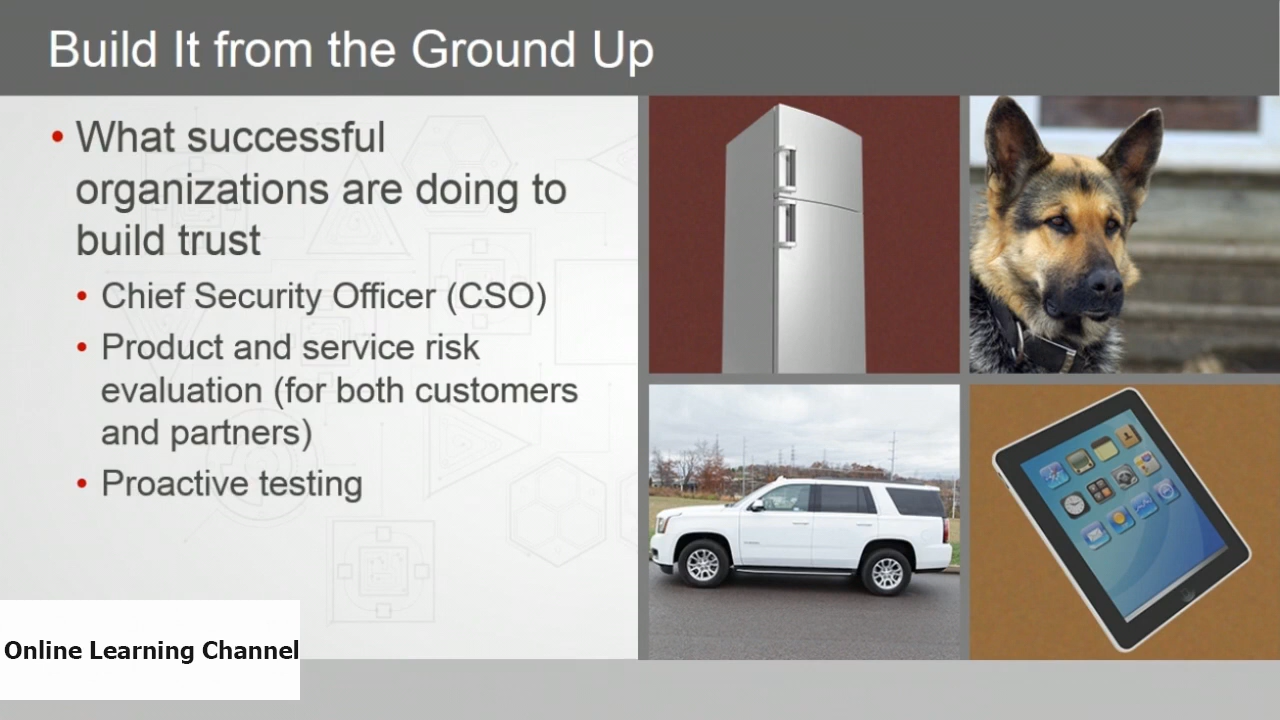 Build It from the Ground Up
• What successful
organizations are doing to
build trust
• Chief Security Officer (CSO)
• Product and service risk
evaluation (for both customers
and partners)
• Proactive testing
Online Learning Channel